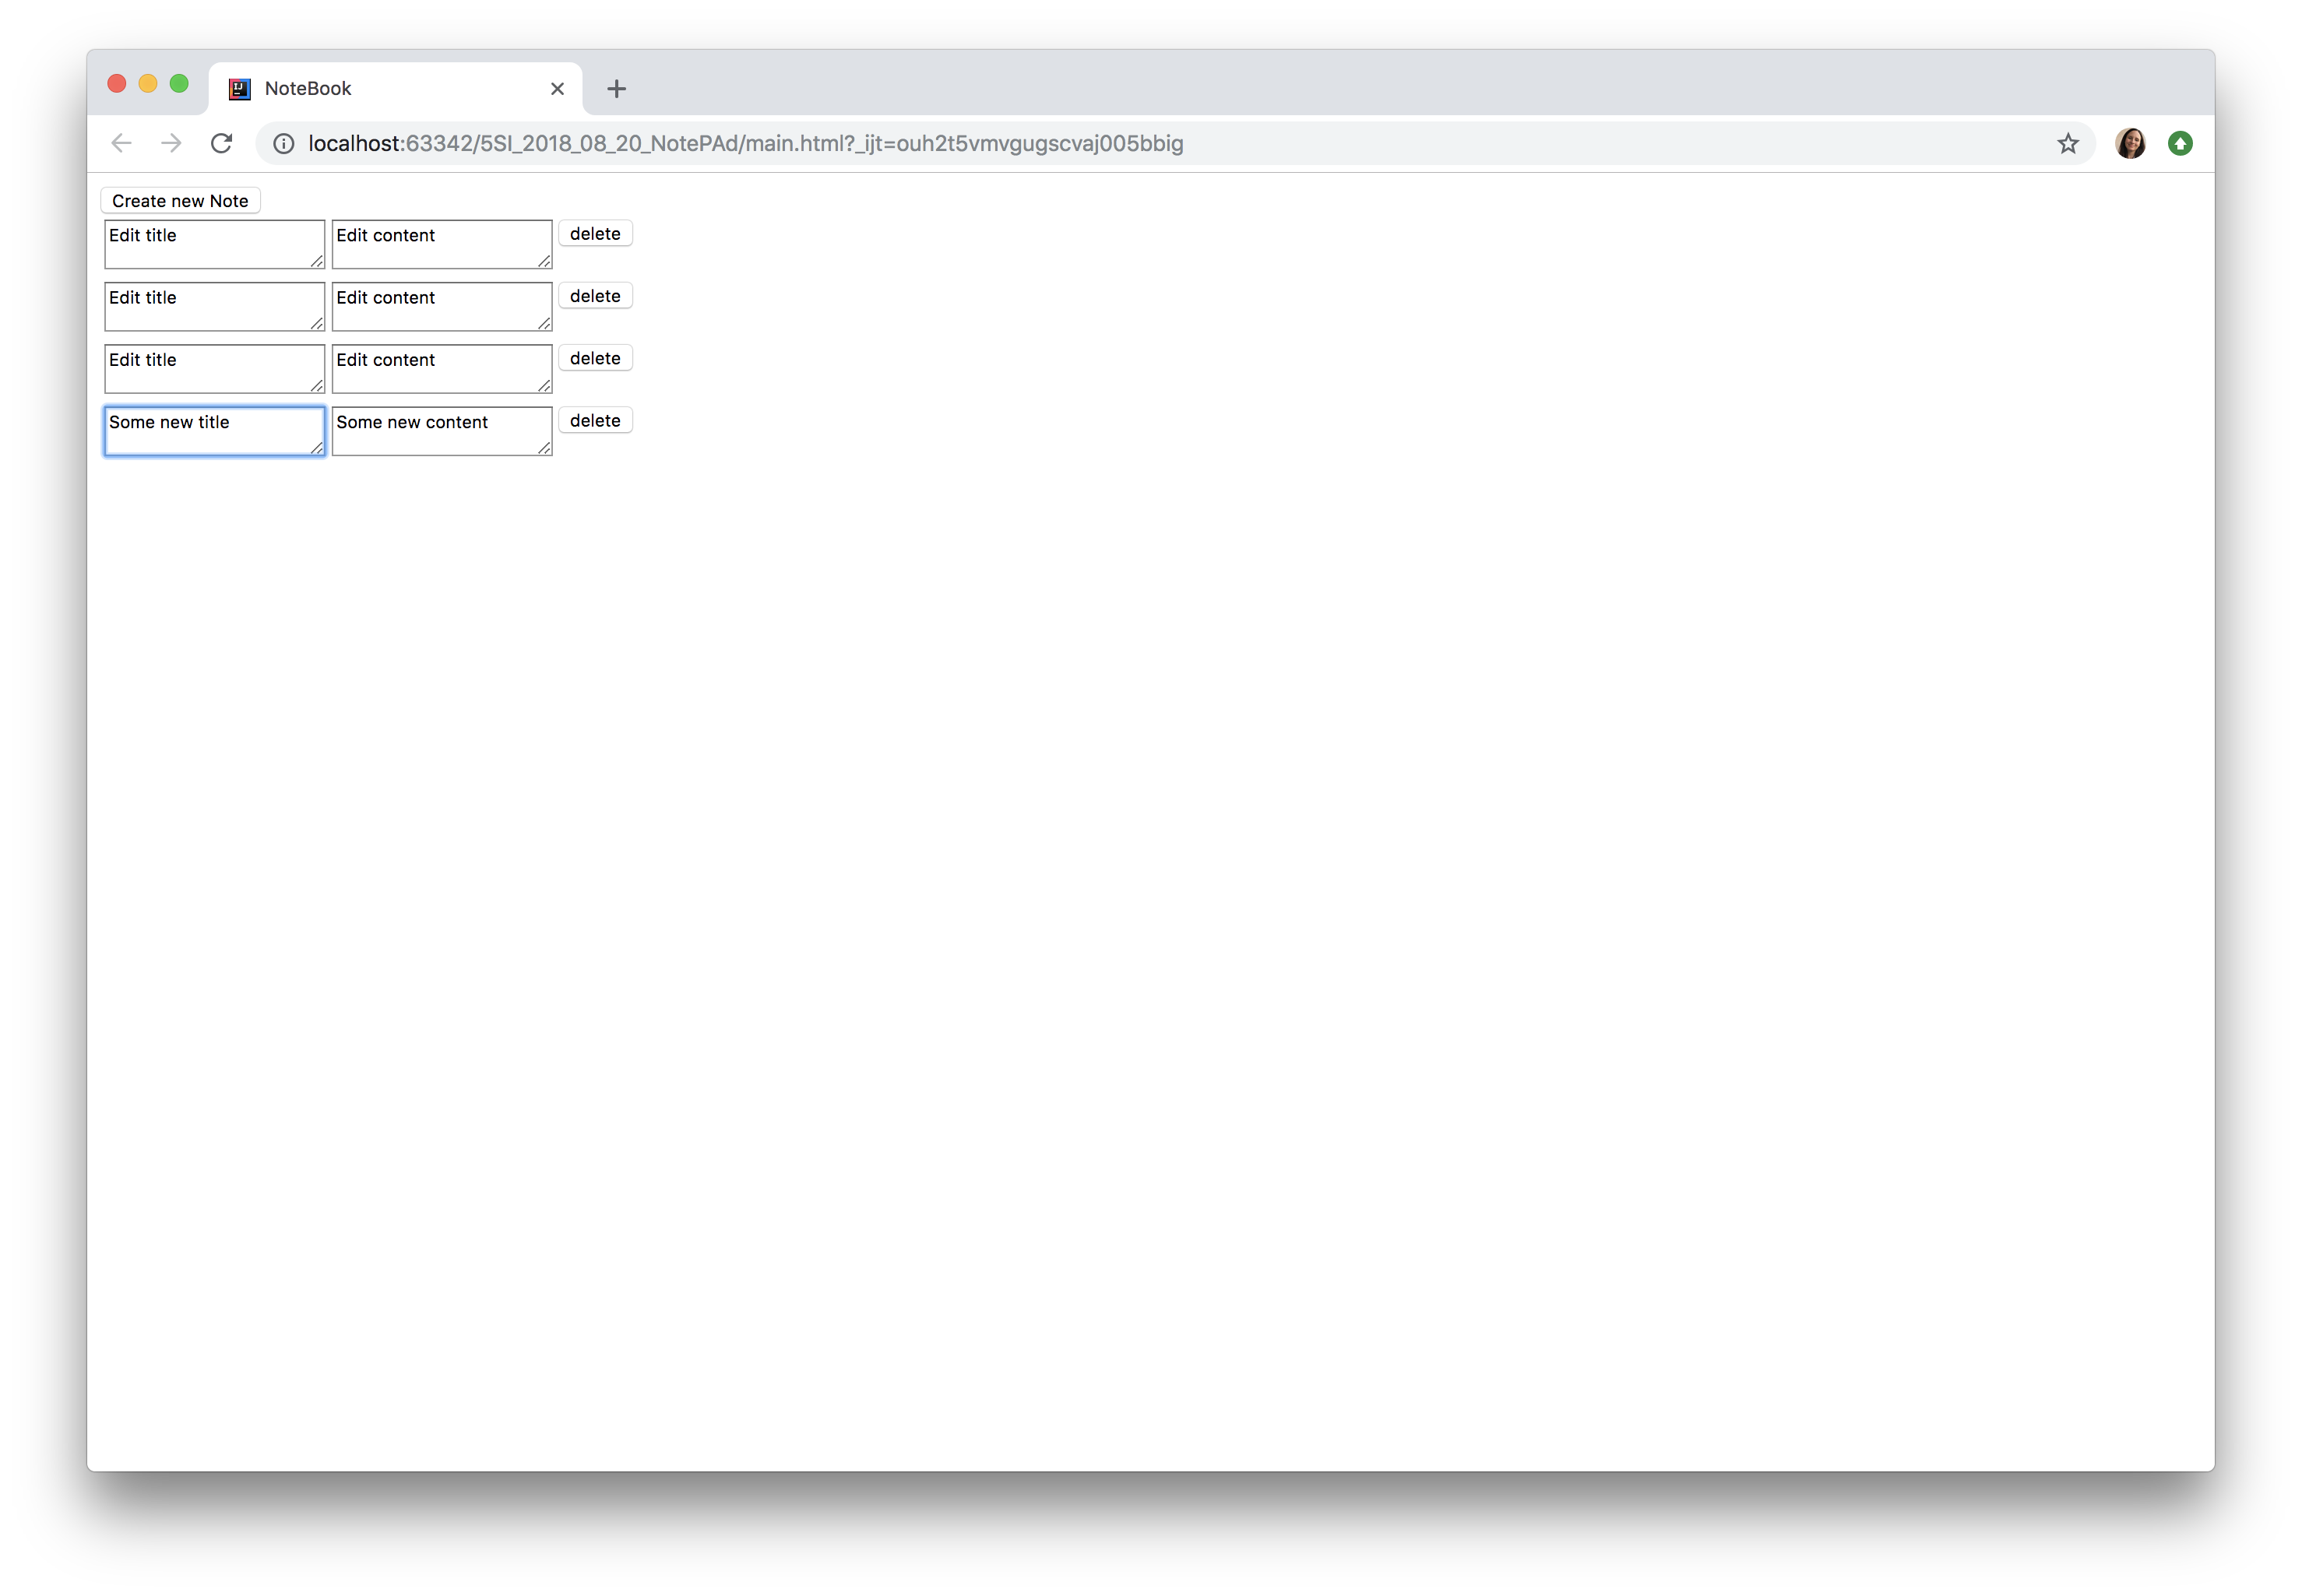 NoteBook
localhost:63342/5SI_2018_08_20_NotePAd/main.html?_ijt=ouh2t5vmvgugscvaj005bbig
Create new Note
Edit title Edit content delete
Edit title Edit content delete
Edit title Edit content delete
Some new title Some new content delete